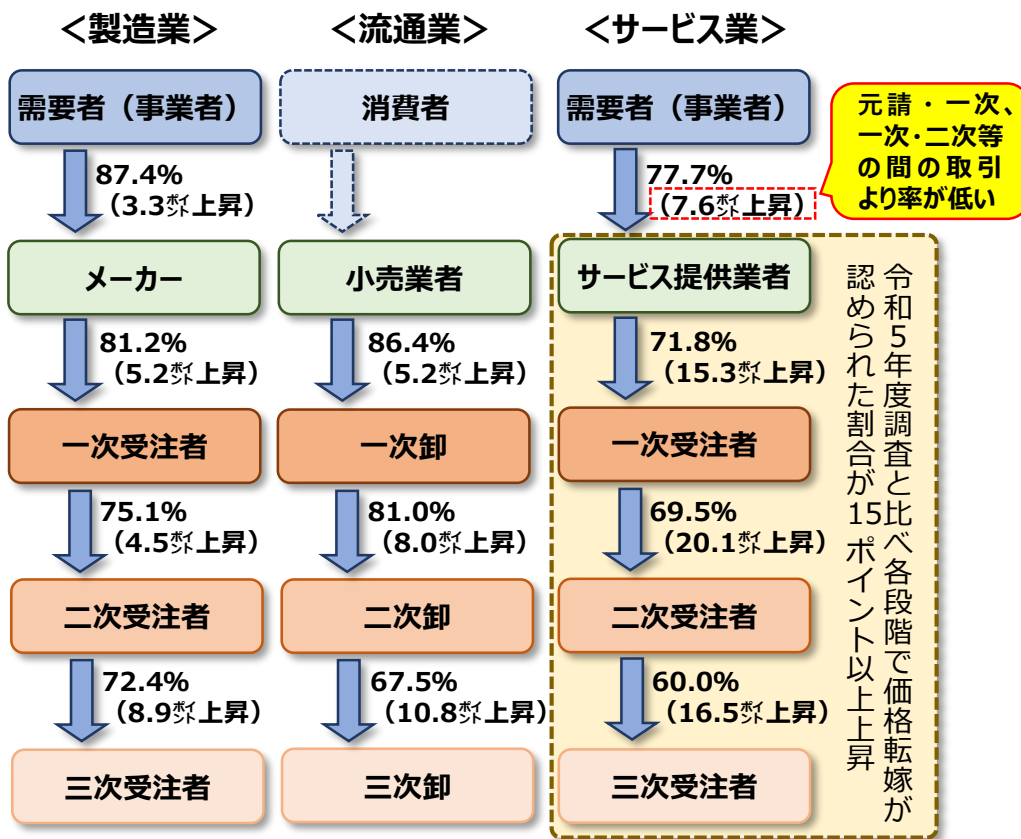 ＜製造業＞
需要者（事業者）
87.4%
（3.3ポイント上昇）
メーカー
81.2%
（5.2ポイント上昇）
一次受注者
75.1%
（4.5ポイント上昇）
二次受注者
72.4%
（8.9ポイント上昇）
三次受注者
＜流通業＞
消費者
小売業者
86.4%
（5.2ポイント上昇）
一次卸
81.0%
（8.0ポイント上昇）
二次卸
67.5%
（10.8ポイント上昇）
三次卸
＜サービス業＞
需要者（事業者）
77.7%
（7.6ポイント上昇）
元請・一次、
一次・二次等
の間の取引
より率が低い
サービス提供業者
71.8%
（15.3ポイント上昇）
一次受注者
69.5%
（20.1ポイント上昇）
二次受注者
60.0%
（16.5ポイント上昇）
三次受注者
令和５年度調査と比べ各段階で価格転嫁が
認められた割合が15ポイント以上上昇